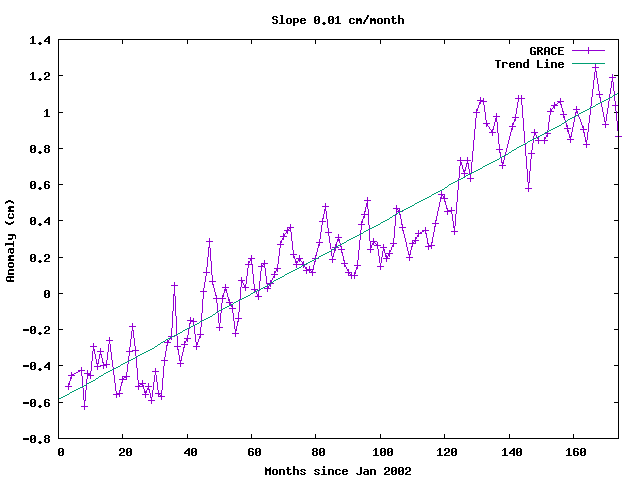 Slope 0.01 cm/month
GRACE
Trend Line
1.4
1.2
1
0.8
0.6
0.4
0.2
0
-0.2
-0.4
-0.6
-0.8
Anomaly (cm)
0 20 40 60 80 100 120 140 160
Months since Jan 2002